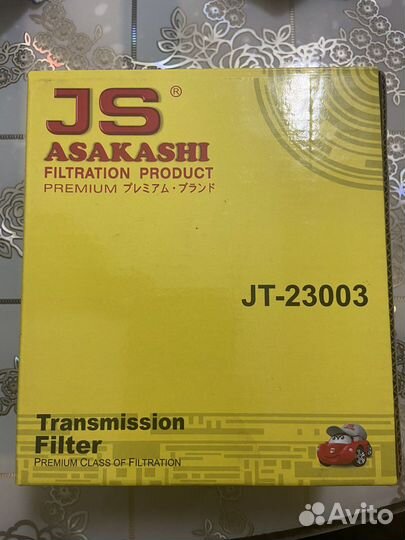 JS ®
ASAKASHI
FILTRATION PRODUCT
PREMIUM プレミアム・ブランド
JT-23003
Transmission
Filter
PREMIUM CLASS OF FILTRATION
Avito